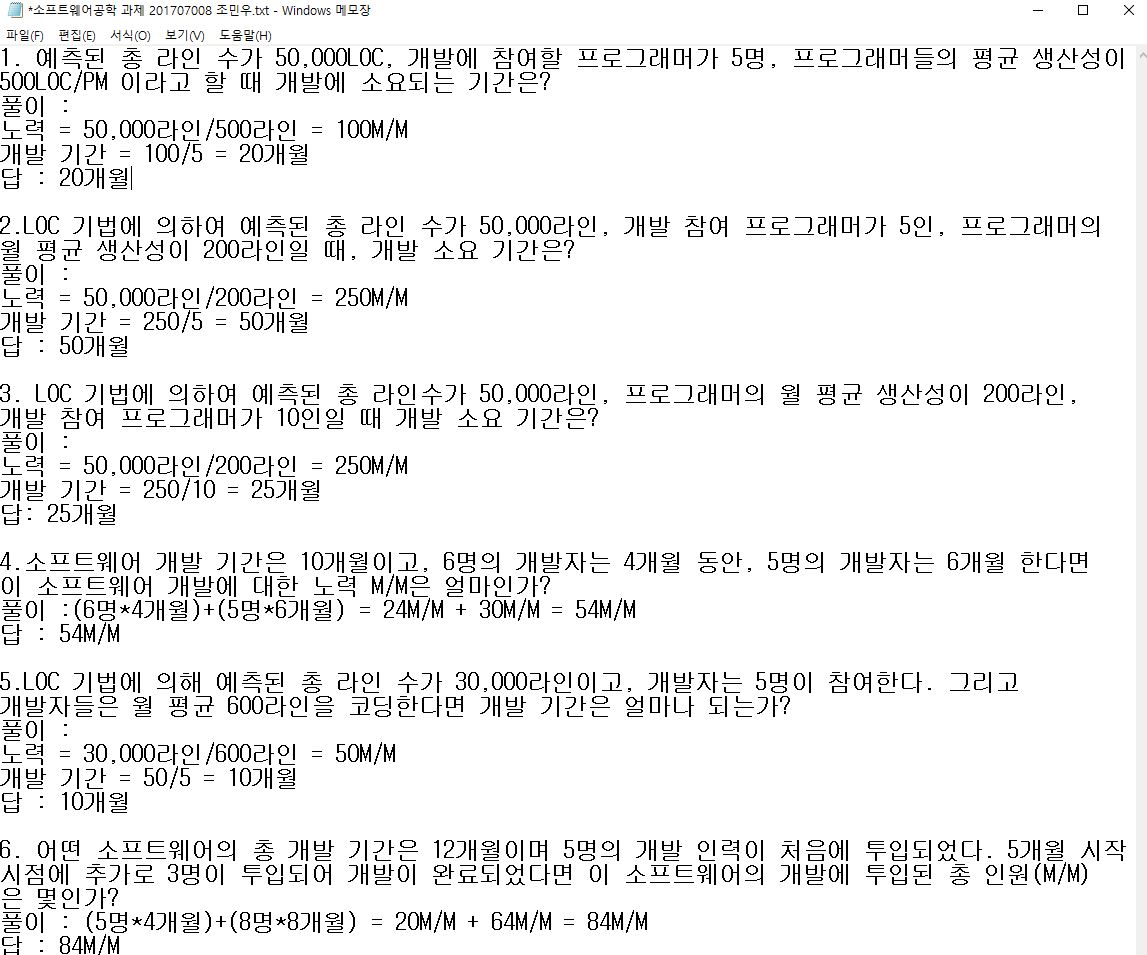 *소프트웨어공학 과제 201707008 조민우.txt - Windows 메모장
파일(F) 편집(E) 서식(O) 보기(V) 도움말(H)
1. 예측된 총 라인 수가 50,000LOC, 개발에 참여할 프로그래머가 5명, 프로그래머들의 평균 생산성이
500LOC/PM 이라고 할 때 개발에 소요되는 기간은?
풀이 :
노력 = 50,000라인/500라인 = 100M/M
개발 기간 = 100/5 = 20개월
답 : 20개월
2.LOC 기법에 의하여 예측된 총 라인 수가 50,000라인, 개발 참여 프로그래머가 5인, 프로그래머의
월 평균 생산성이 200라인일 때, 개발 소요 기간은?
풀이 :
노력 = 50,000라인/200라인 = 250M/M
개발 기간 = 250/5 = 50개월
답 : 50개월
3. LOC 기법에 의하여 예측된 총 라인수가 50,000라인, 프로그래머의 월 평균 생산성이 200라인,
개발 참여 프로그래머가 10인일 때 개발 소요 기간은?
풀이 :
노력 = 50,000라인/200라인 = 250M/M
개발 기간 = 250/10 = 25개월
답: 25개월
4.소프트웨어 개발 기간은 10개월이고, 6명의 개발자는 4개월 동안, 5명의 개발자는 6개월 한다면
이 소프트웨어 개발에 대한 노력 M/M은 얼마인가?
풀이 :(6명*4개월)+(5명*6개월) = 24M/M + 30M/M = 54M/M
답 : 54M/M
5.LOC 기법에 의해 예측된 총 라인 수가 30,000라인이고, 개발자는 5명이 참여한다. 그리고
개발자들은 월 평균 600라인을 코딩한다면 개발 기간은 얼마나 되는가?
풀이 :
노력 = 30,000라인/600라인 = 50M/M
개발 기간 = 50/5 = 10개월
답 : 10개월
6. 어떤 소프트웨어의 총 개발 기간은 12개월이며 5명의 개발 인력이 처음에 투입되었다. 5개월 시작
시점에 추가로 3명이 투입되어 개발이 완료되었다면 이 소프트웨어의 개발에 투입된 총 인원(M/M)
은 몇인가?
풀이 : (5명*4개월)+(8명*8개월) = 20M/M + 64M/M = 84M/M
답 : 84M/M